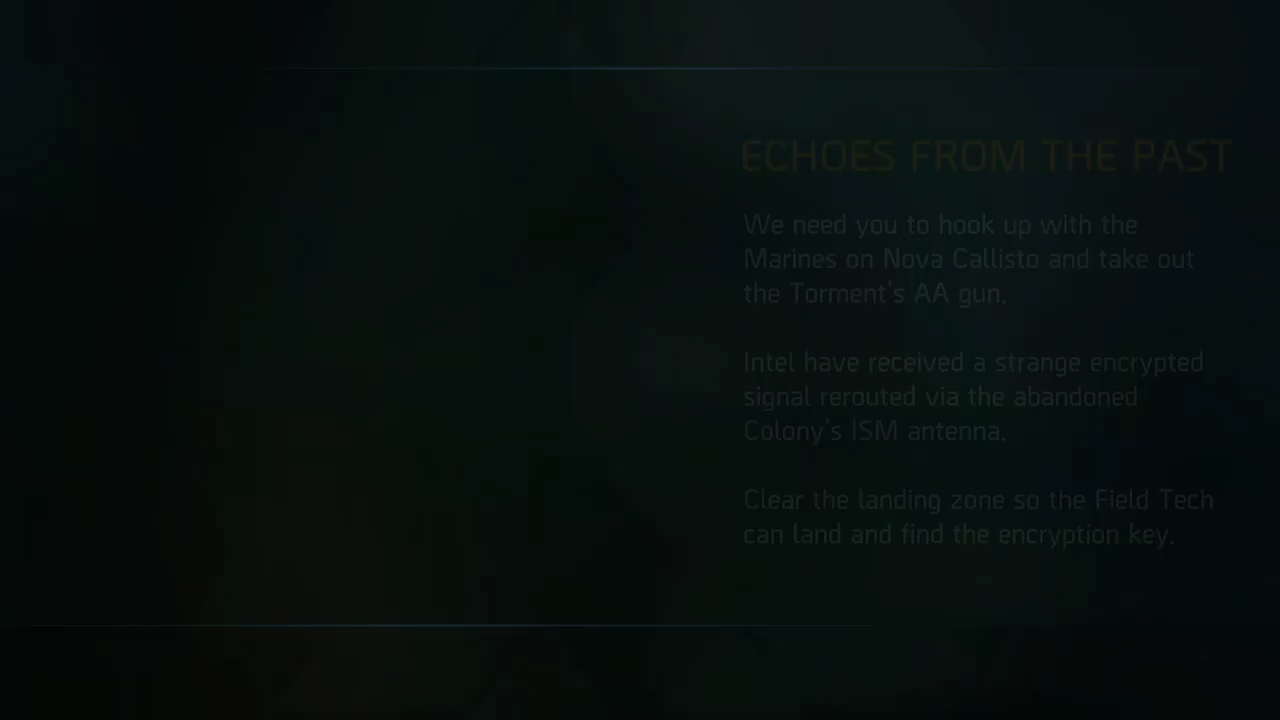 ECHOES FROM THE PAST
We need you to hook up with the
Marines on Nova Callisto and take out
the Torment's AA gun.
Intel have received a strange encrypted
signal rerouted via the abandoned
Colony's ISM antenna.
Clear the landing zone so the Field Tech
can land and find the encryption key.